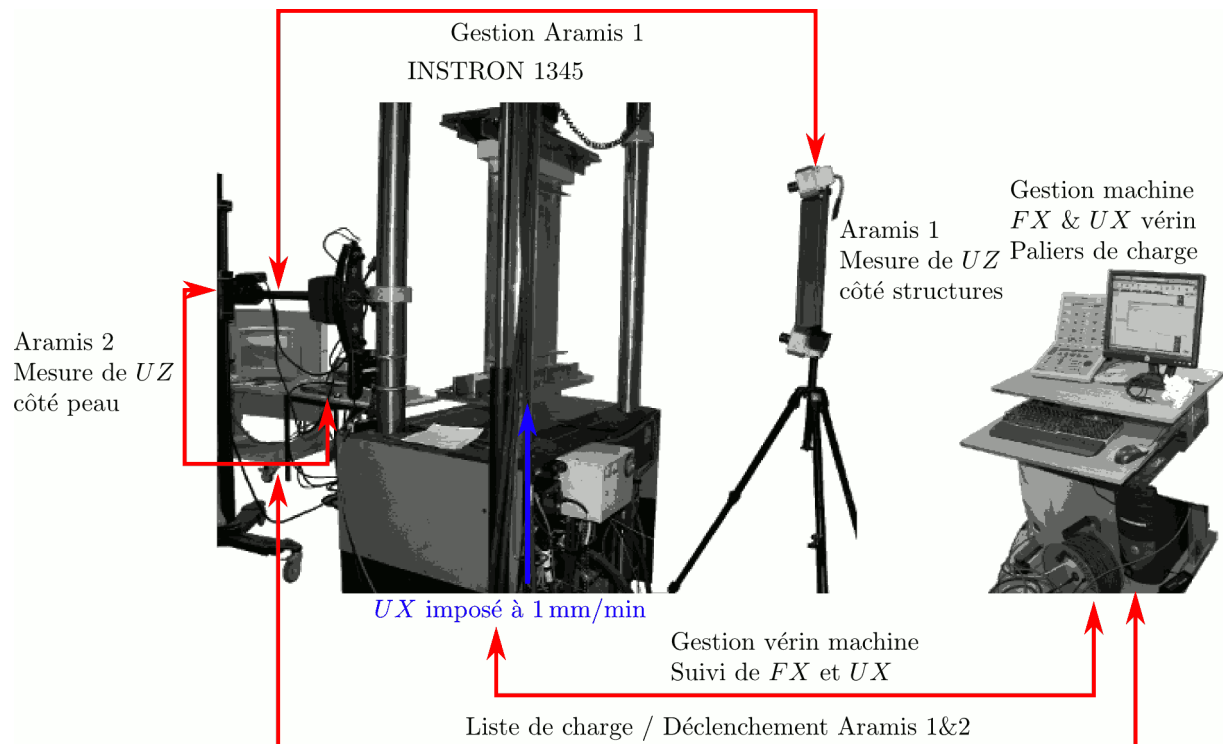 Gestion Aramis 1
INSTRON 1345
Gestion machine
FX & UX vérin
Paliers de charge
Aramis 1
Mesure de UZ
côté structures
Aramis 2
Mesure de UZ
côté peau
UX imposé à 1 mm/min
Gestion vérin machine
Suivi de FX et UX
Liste de charge / Déclenchement Aramis 1&2